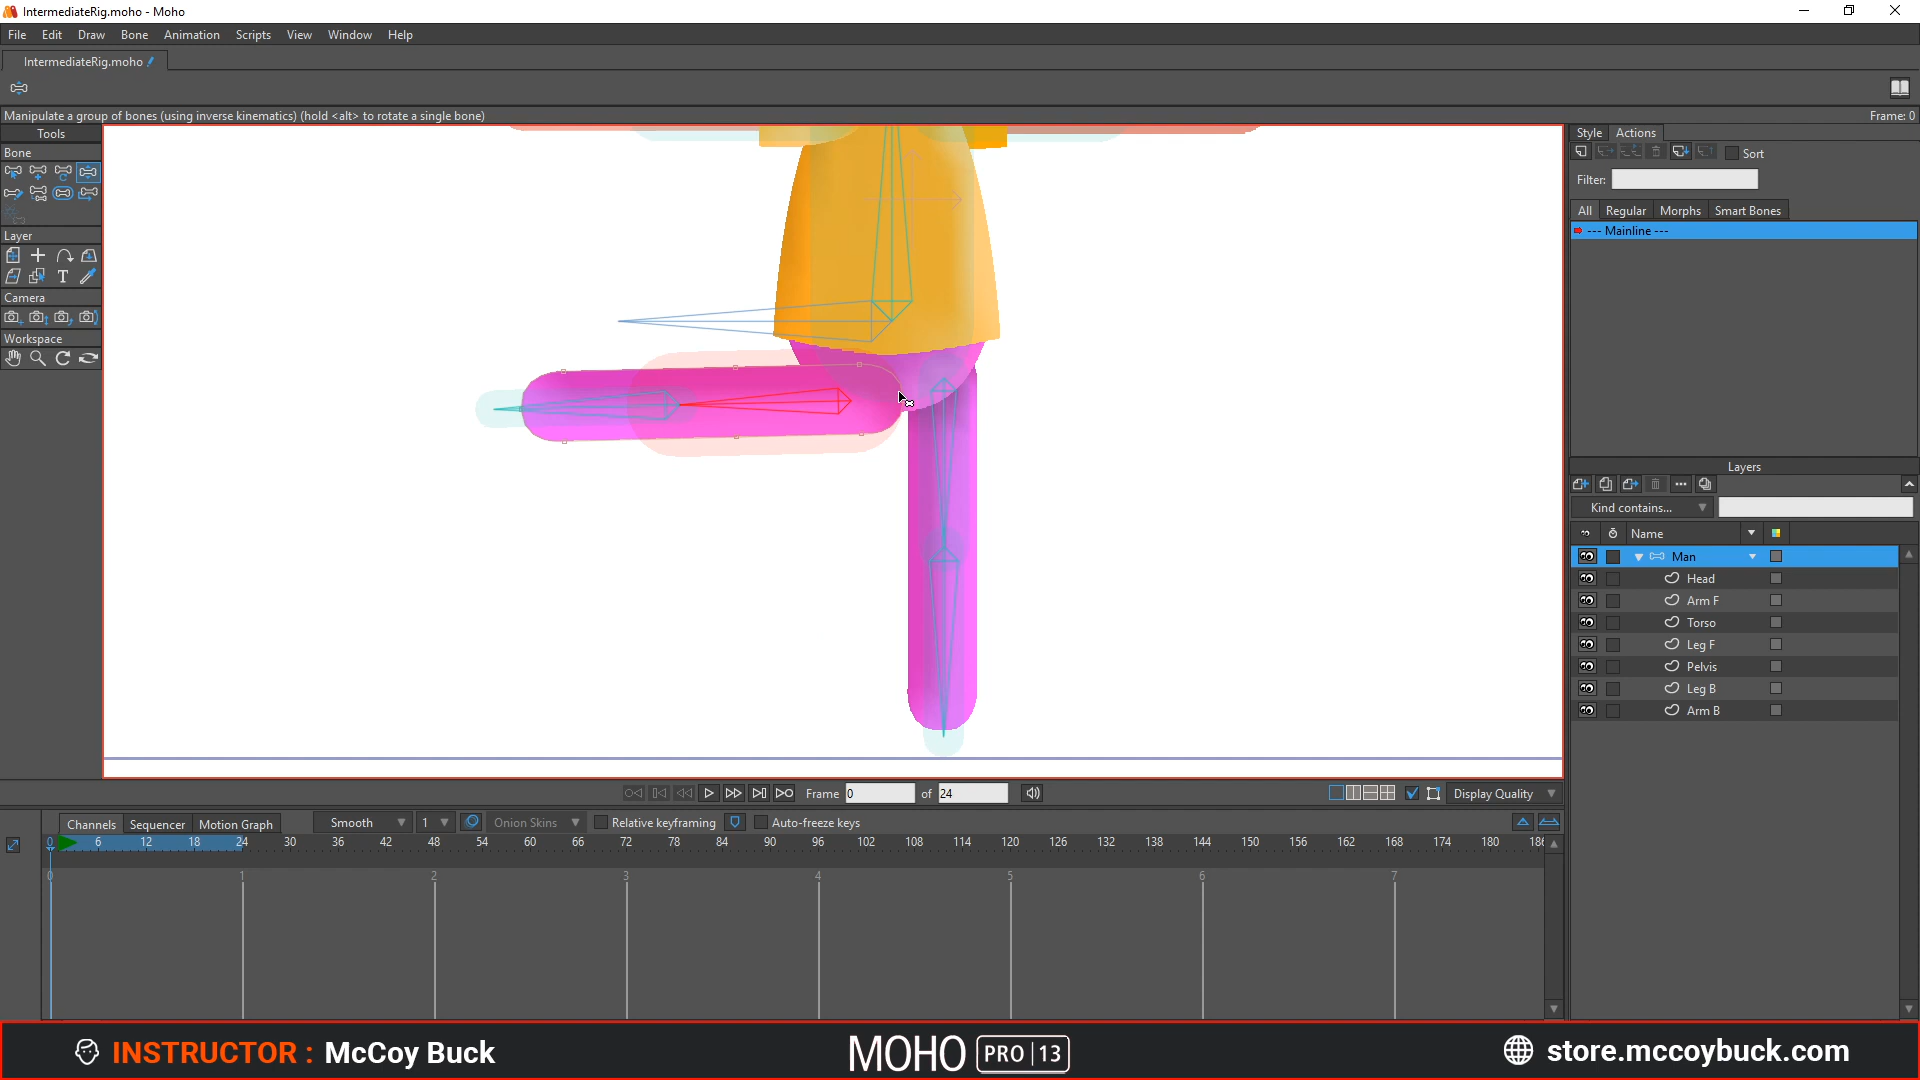 IntermediateRig.moho - Moho
File Edit Draw Bone Animation Scripts View Window Help
IntermediateRig.moho
Manipulate a group of bones (using inverse kinematics) (hold <alt> to rotate a single bone)
Frame: 0
Tools
Bone
Layer
Camera
Workspace
Style Actions
Sort
Filter:
All Regular Morphs Smart Bones
--- Mainline ---
Layers
Kind contains...
Name
Man
Head
Arm F
Torso
Leg F
Pelvis
Leg B
Arm B
Frame 0 of 24
Display Quality
Channels Sequencer Motion Graph Smooth 1 Onion Skins Relative keyframing Auto-freeze keys
0 6 12 18 24 30 36 42 48 54 60 66 72 78 84 90 96 102 108 114 120 126 132 138 144 150 156 162 168 174 180 186
0 1 2 3 4 5 6 7
INSTRUCTOR : McCoy Buck
MOHO PRO 13
store.mccoybuck.com